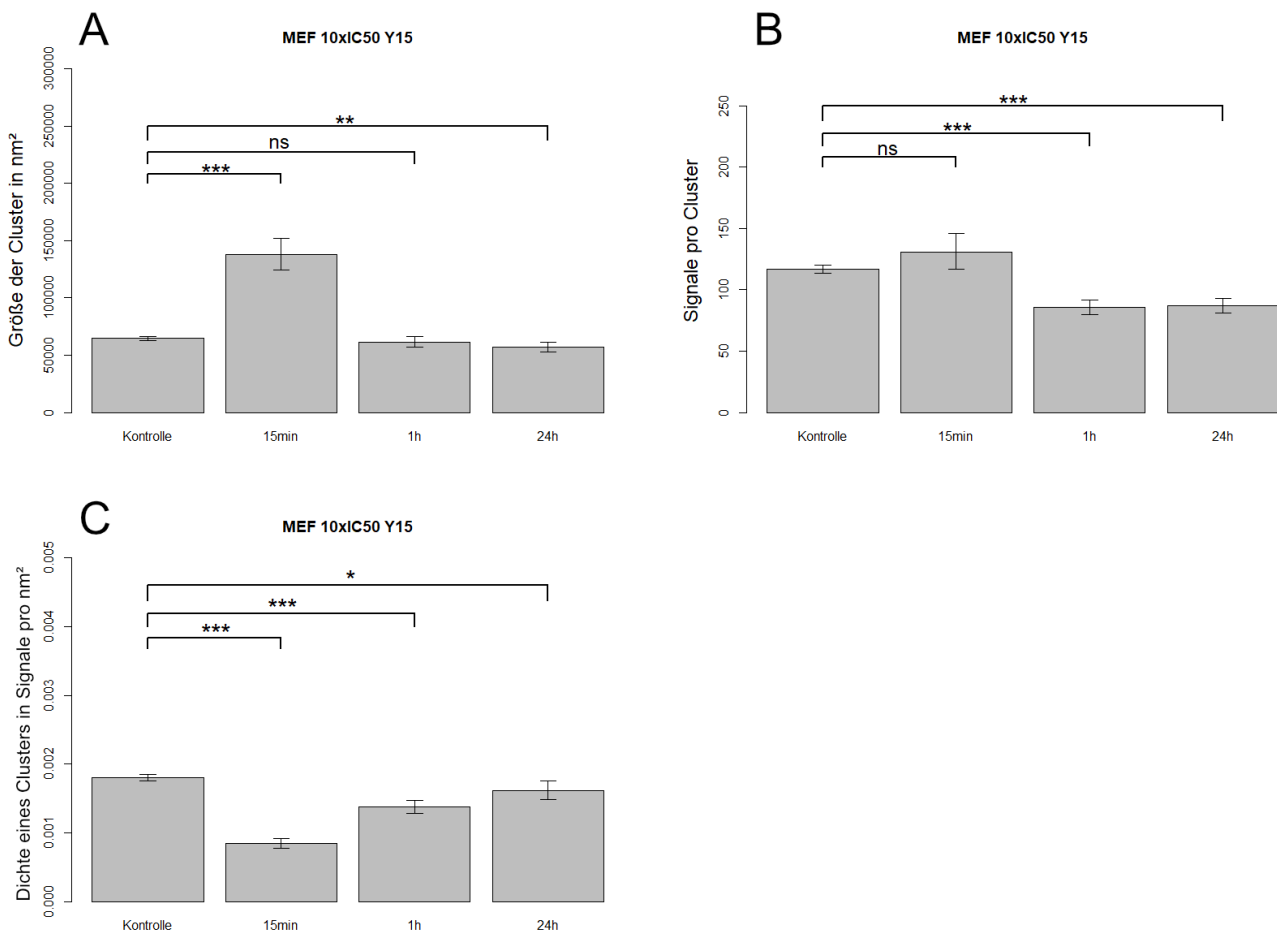 A
MEF 10xIC50 Y15
Größe der Cluster in nm²
300000
250000
200000
150000
100000
50000
0
**
ns
***
Kontrolle 15min 1h 24h
B
MEF 10xIC50 Y15
Signale pro Cluster
250
200
150
100
50
0
***
***
ns
Kontrolle 15min 1h 24h
C
MEF 10xIC50 Y15
Dichte eines Clusters in Signale pro nm²
0.005
0.004
0.003
0.002
0.001
0.000
*
***
***
Kontrolle 15min 1h 24h